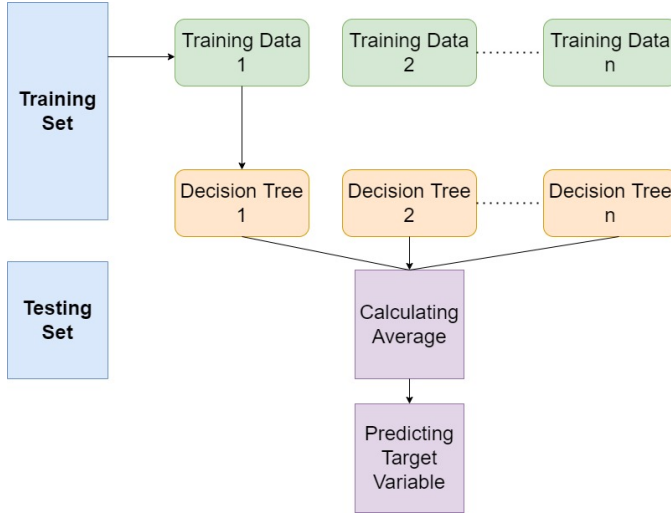 Training
Set
Training Data
1
Training Data
2
Training Data
n
Decision Tree
1
Decision Tree
2
Decision Tree
n
Testing
Set
Calculating
Average
Predicting
Target
Variable